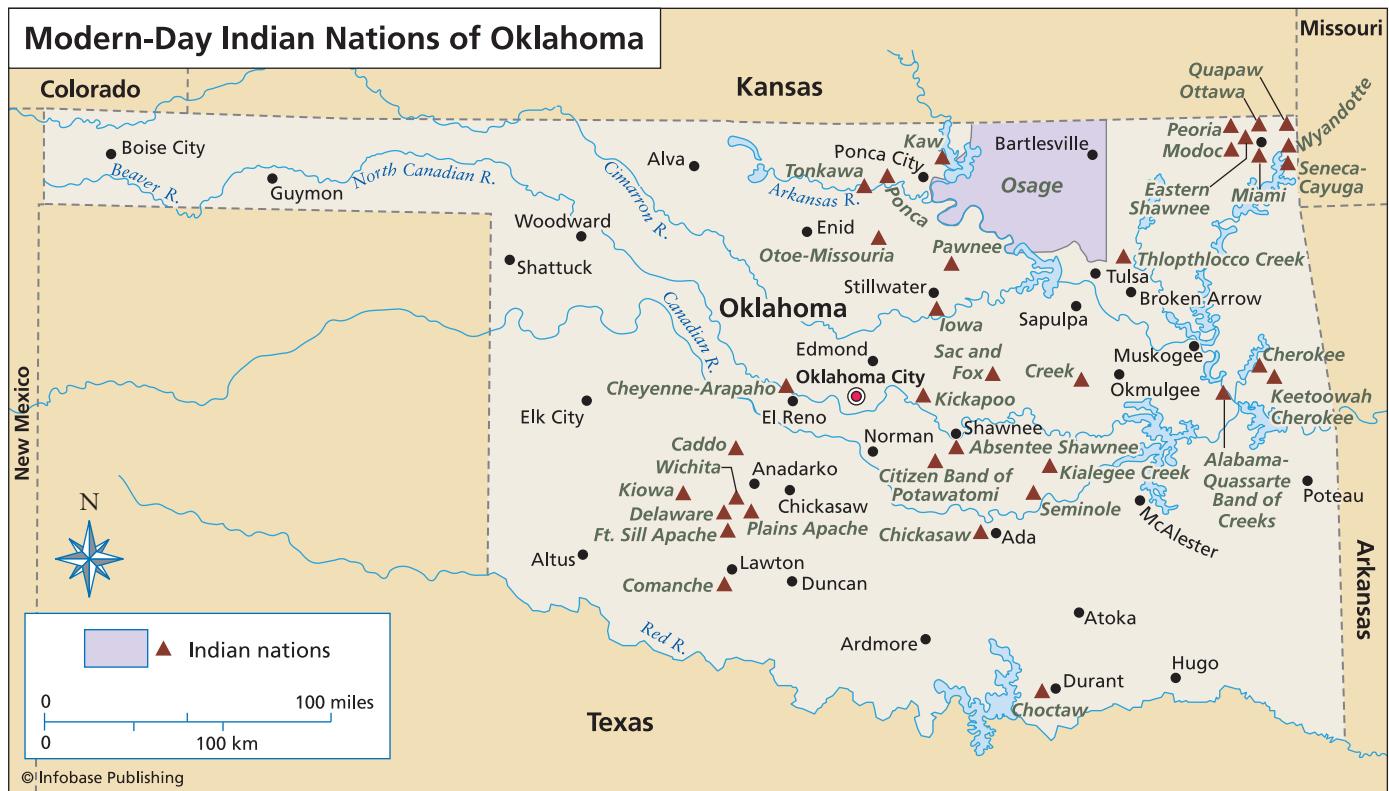 Modern-Day Indian Nations of Oklahoma
Missouri
Colorado
Kansas
Quapaw
Ottawa
Wyandotte
Peoria
Modoc
Seneca-
Cayuga
Eastern
Shawnee
Miami
Boise City
Beaver R.
Guymon
North Canadian R.
Alva
Cimarron R.
Kaw
Ponca City
Tonkawa
Arkansas R.
Ponca
Bartlesville
Osage
Woodward
Shattuck
Enid
Otoe-Missouria
Pawnee
Thlopthlocco Creek
Tulsa
Broken Arrow
Stillwater
Oklahoma
Iowa
Sapulpa
Canadian R.
Edmond
Oklahoma City
Sac and
Fox
Creek
Muskogee
Okmulgee
Cherokee
Keetoowah
Cherokee
Cheyenne-Arapaho
El Reno
Kickapoo
New Mexico
Elk City
Norman
Shawnee
Absentee Shawnee
Caddo
Wichita
Anadarko
Kiowa
Chickasaw
Delaware
Plains Apache
Ft. Sill Apache
Citizen Band of
Potawatomi
Kialegee Creek
Seminole
Alabama-
Quassarte
Band of
Creeks
Poteau
McAlester
Chickasaw
Ada
N
Altus
Lawton
Comanche
Duncan
Arkansas
Atoka
Ardmore
Red R.
Hugo
Durant
Choctaw
Texas
Indian nations
0
100 miles
0
100 km
© Infobase Publishing